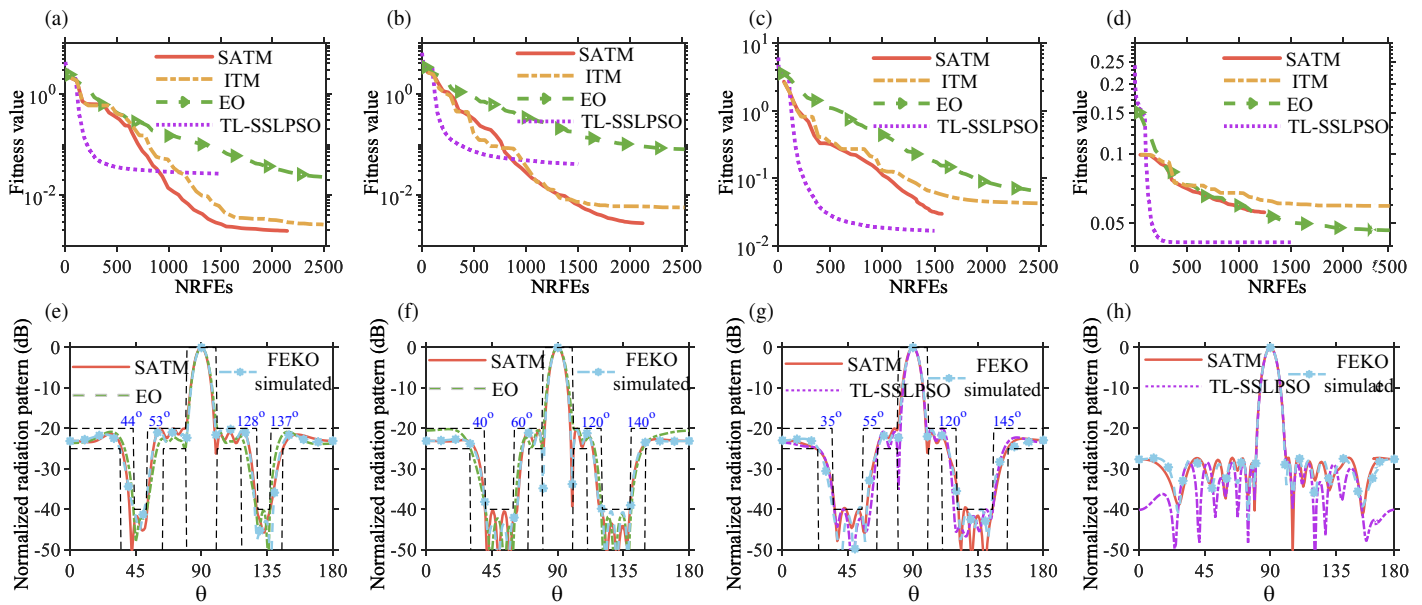 (a)
(b)
(c)
(d)
Fitness value
10^0
10^-2
SATM
ITM
EO
TL-SSLPSO
0 500 1000 1500 2000 2500
NRFEs
Fitness value
10^0
10^-2
SATM
ITM
EO
TL-SSLPSO
0 500 1000 1500 2000 2500
NRFEs
Fitness value
10^1
10^0
10^-1
10^-2
SATM
ITM
EO
TL-SSLPSO
0 500 1000 1500 2000 2500
NRFEs
Fitness value
0.25
0.2
0.15
0.1
0.05
SATM
ITM
EO
TL-SSLPSO
0 500 1000 1500 2000 2500
NRFEs
(e)
(f)
(g)
(h)
Normalized radiation pattern (dB)
0
-10
-20
-30
-40
-50
SATM
EO
FEKO
simulated
44° 53° 128° 137°
0 45 90 135 180
θ
Normalized radiation pattern (dB)
0
-10
-20
-30
-40
-50
SATM
EO
FEKO
simulated
40° 60° 120° 140°
0 45 90 135 180
θ
Normalized radiation pattern (dB)
0
-10
-20
-30
-40
-50
SATM
TL-SSLPSO
FEKO
simulated
35° 55° 120° 145°
0 45 90 135 180
θ
Normalized radiation pattern (dB)
0
-10
-20
-30
-40
-50
SATM
TL-SSLPSO
FEKO
simulated
0 45 90 135 180
θ